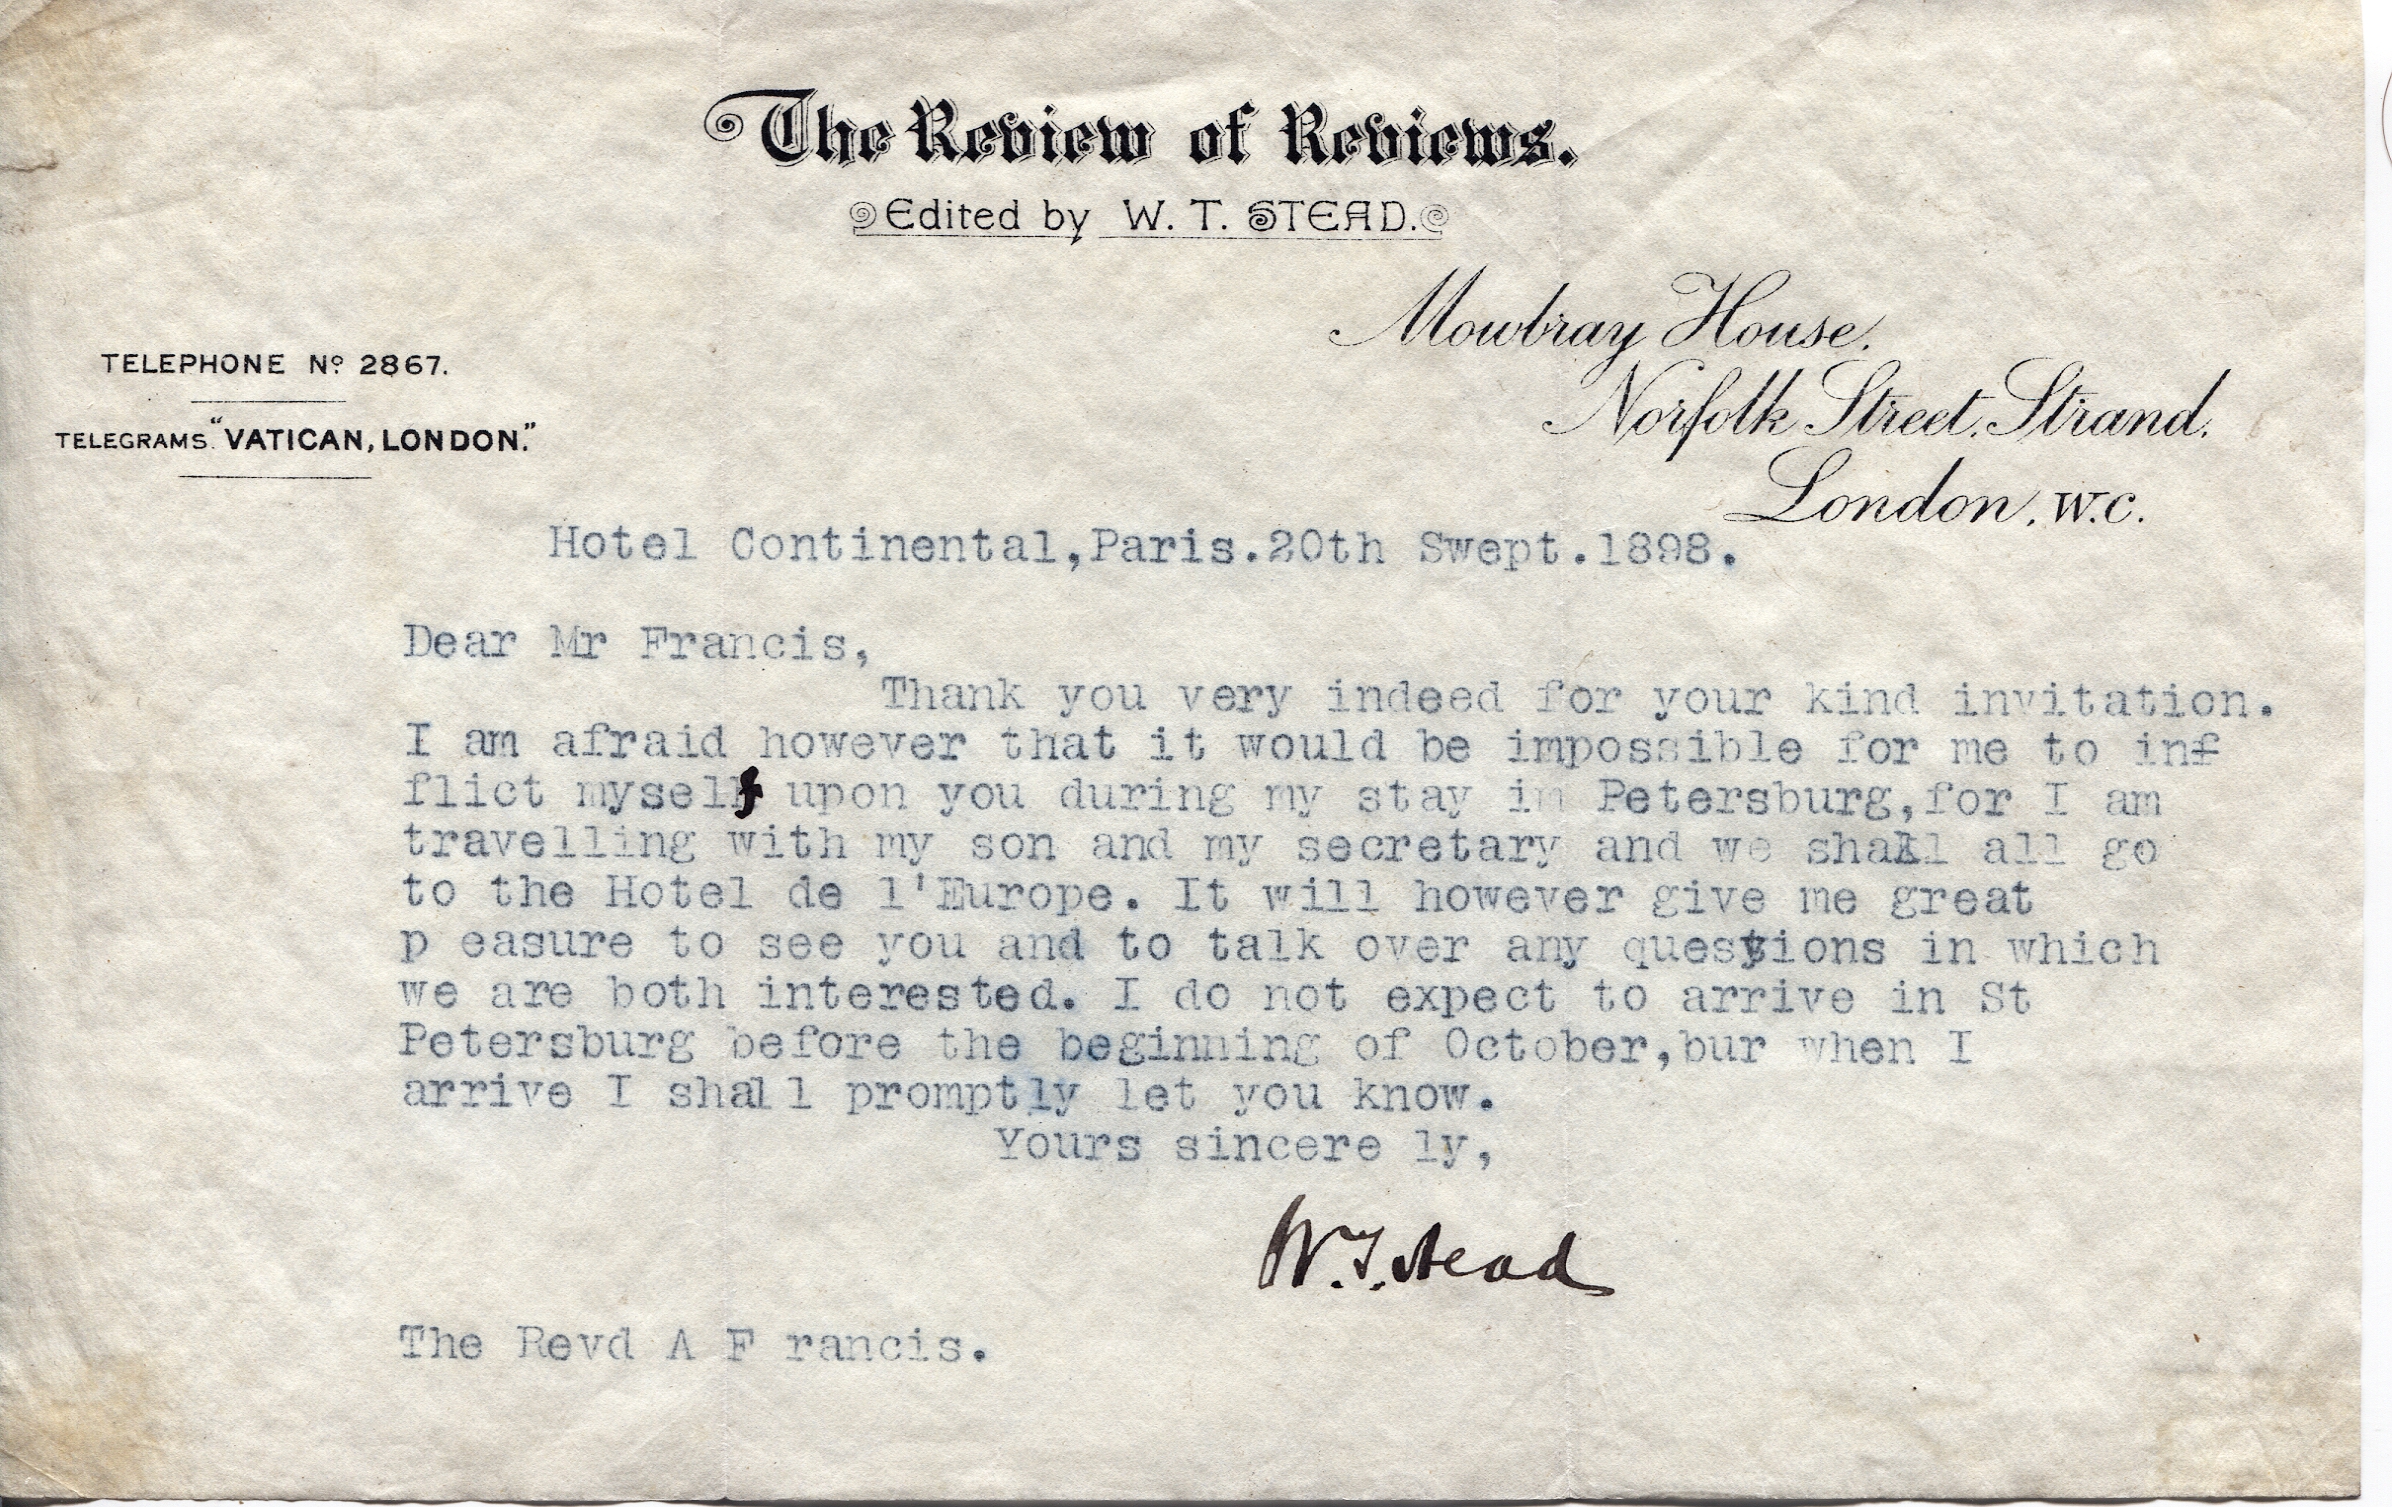 The Review of Reviews.
Edited by W. T. STEAD.
Mowbray House,
Norfolk Street, Strand,
London, W.C.
TELEPHONE No. 2867.
TELEGRAMS. "VATICAN, LONDON."
Hotel Continental,Paris.20th Swept.1898.
Dear Mr Francis,
Thank you very indeed for your kind invitation.
I am afraid however that it would be impossible for me to inf
flict myself upon you during my stay in Petersburg,for I am
travelling with my son and my secretary and we shall all go
to the Hotel de l'Europe. It will however give me great
p easure to see you and to talk over any questions in which
we are both interested. I do not expect to arrive in St
Petersburg before the beginning of October,bur when I
arrive I shall promptly let you know.
Yours sincere ly,
W.T. Stead
The Revd A F rancis.